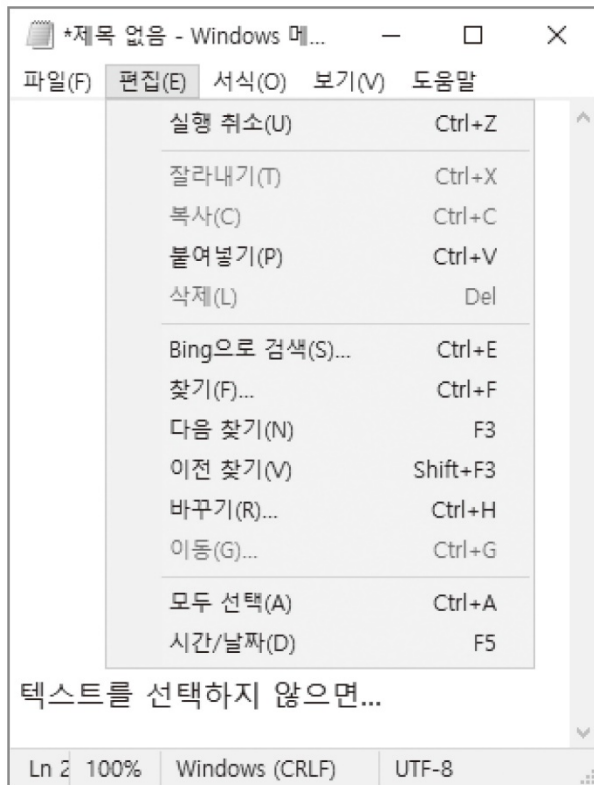 *제목 없음 - Windows 메...
파일(F) 편집(E) 서식(O) 보기(V) 도움말
실행 취소(U) Ctrl+Z
잘라내기(T) Ctrl+X
복사(C) Ctrl+C
붙여넣기(P) Ctrl+V
삭제(L) Del
Bing으로 검색(S)... Ctrl+E
찾기(F)... Ctrl+F
다음 찾기(N) F3
이전 찾기(V) Shift+F3
바꾸기(R)... Ctrl+H
이동(G)... Ctrl+G
모두 선택(A) Ctrl+A
시간/날짜(D) F5
텍스트를 선택하지 않으면...
Ln 2 100% Windows (CRLF) UTF-8